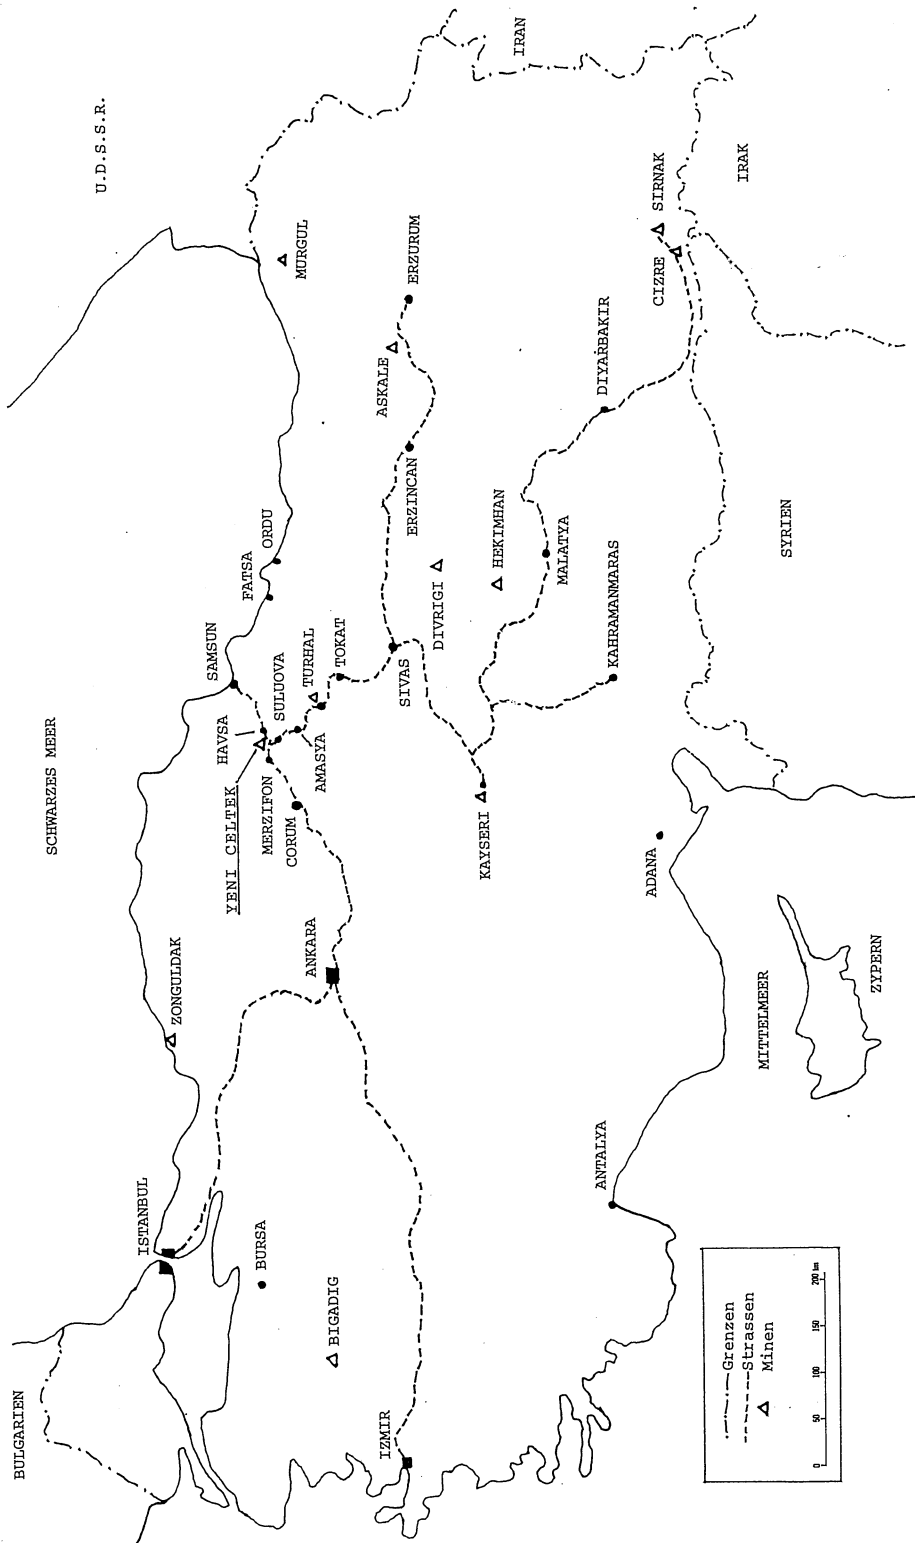 U.D.S.S.R.
IRAN
SCHWARZES MEER
BULGARIEN
IRAK
SYRIEN
MITTELMEER
ZYPERN
ISTANBUL
ZONGULDAK
SAMSUN
FATSA
ORDU
MURGUL
HAVSA
SULUOVA
YENI CELTEK
MERZIFON
CORUM
AMASYA
TURHAL
TOKAT
SIVAS
ERZINCAN
ASKALE
ERZURUM
DIVRIGI
HEKIMHAN
MALATYA
DIYARBAKIR
CIZRE
SIRNAK
KAHRAMANMARAS
KAYSERI
ADANA
ANKARA
BURSA
BIGADIG
IZMIR
ANTALYA
Grenzen
Strassen
Minen
0 50 100 150 200 km